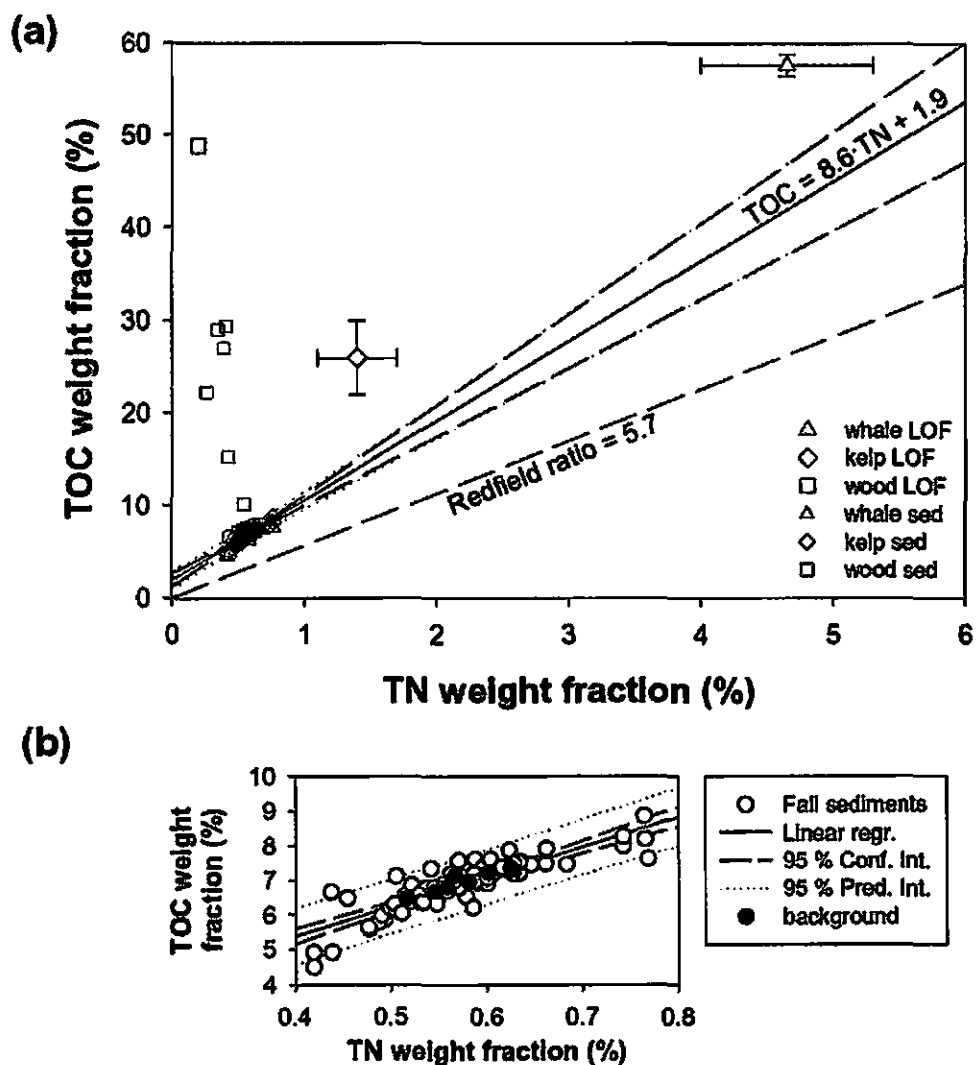 (a)
TOC weight fraction (%)
60
50
40
30
20
10
0
TOC = 8.6·TN + 1.9
Redfield ratio = 5.7
whale LOF
kelp LOF
wood LOF
whale sed
kelp sed
wood sed
0 1 2 3 4 5 6
TN weight fraction (%)
(b)
TOC weight
fraction (%)
10
9
8
7
6
5
4
0.4 0.5 0.6 0.7 0.8
TN weight fraction (%)
Fall sediments
Linear regr.
95 % Conf. Int.
95 % Pred. Int.
background